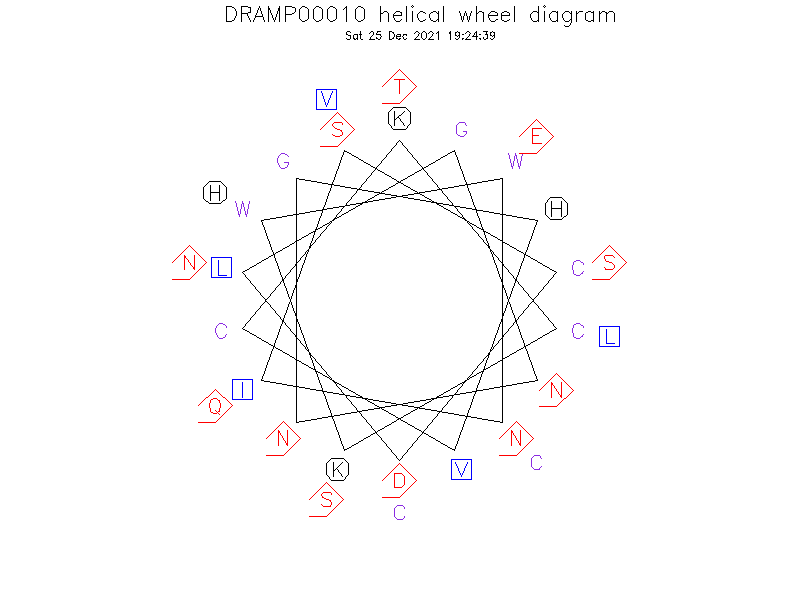 DRAMP00010 helical wheel diagram
Sat 25 Dec 2021 19:24:39
T
V
K
S
G
E
G
W
H
W
H
N
L
C
S
C
C
L
I
N
Q
N
N
C
K
V
S
D
C